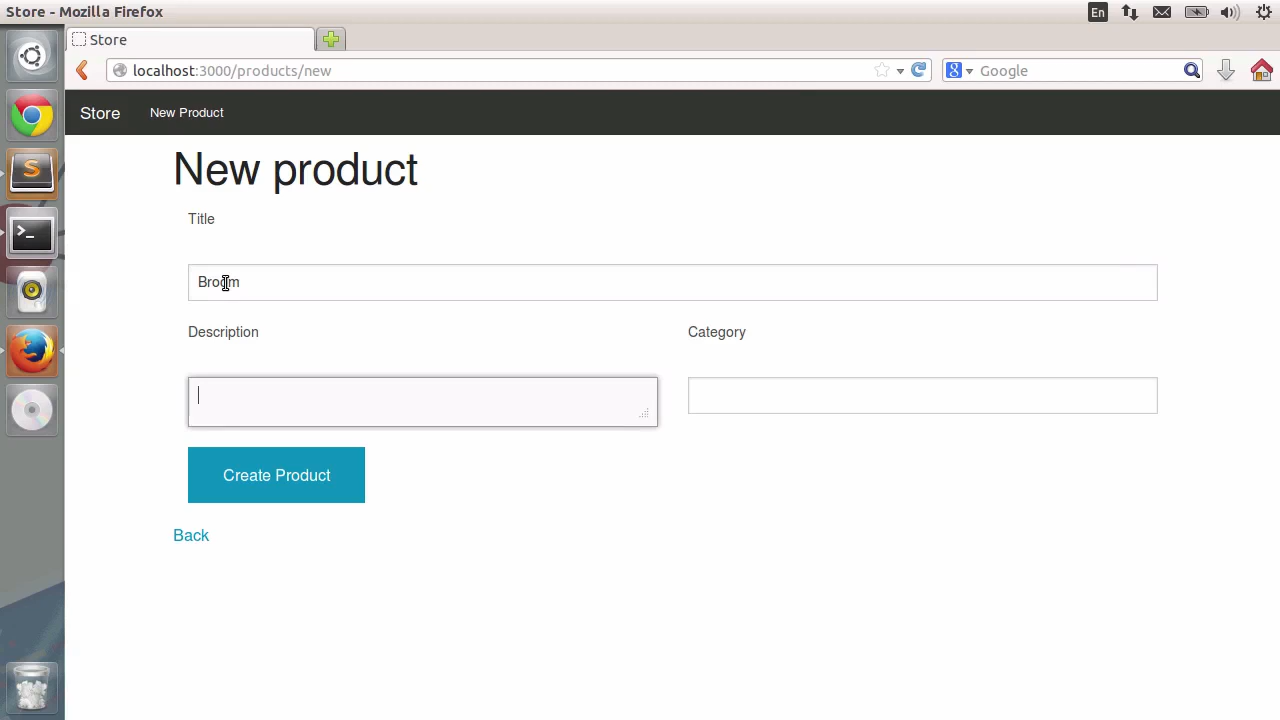 Store - Mozilla Firefox
En
Store
localhost:3000/products/new
Google
Store
New Product
New product
Title
Broom
Description
Category
Create Product
Back